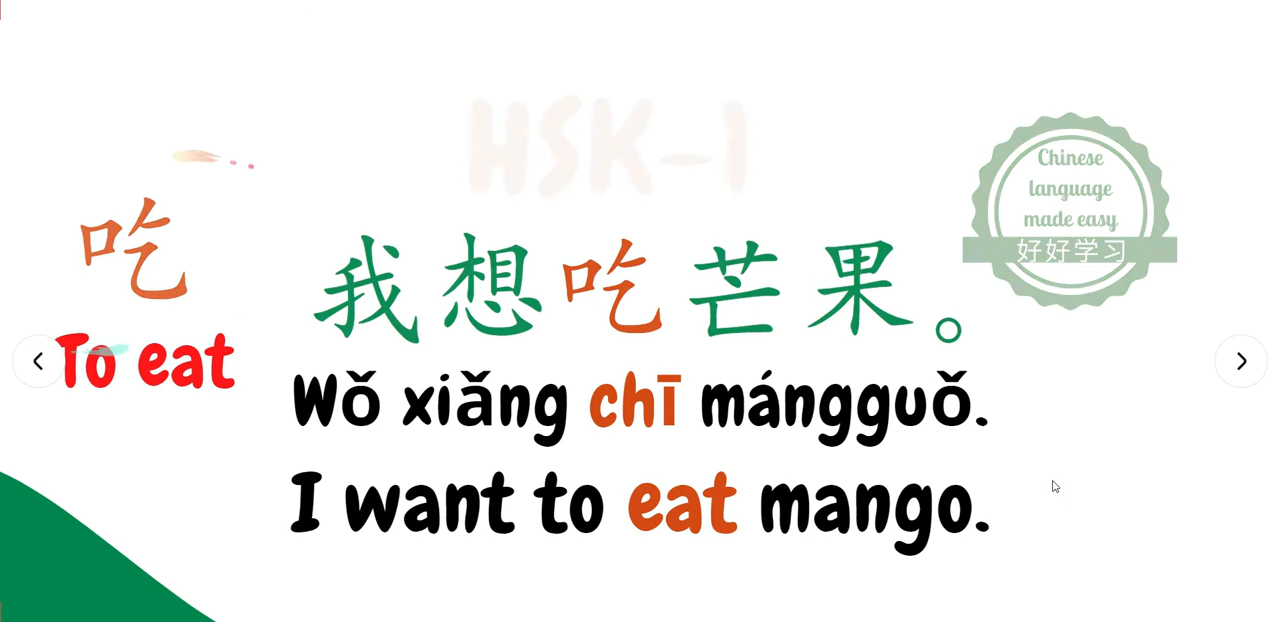 HSK-1
Chinese
language
made easy
好好学习
吃
To eat
我想吃芒果。
Wǒ xiǎng chī mángguǒ.
I want to eat mango.